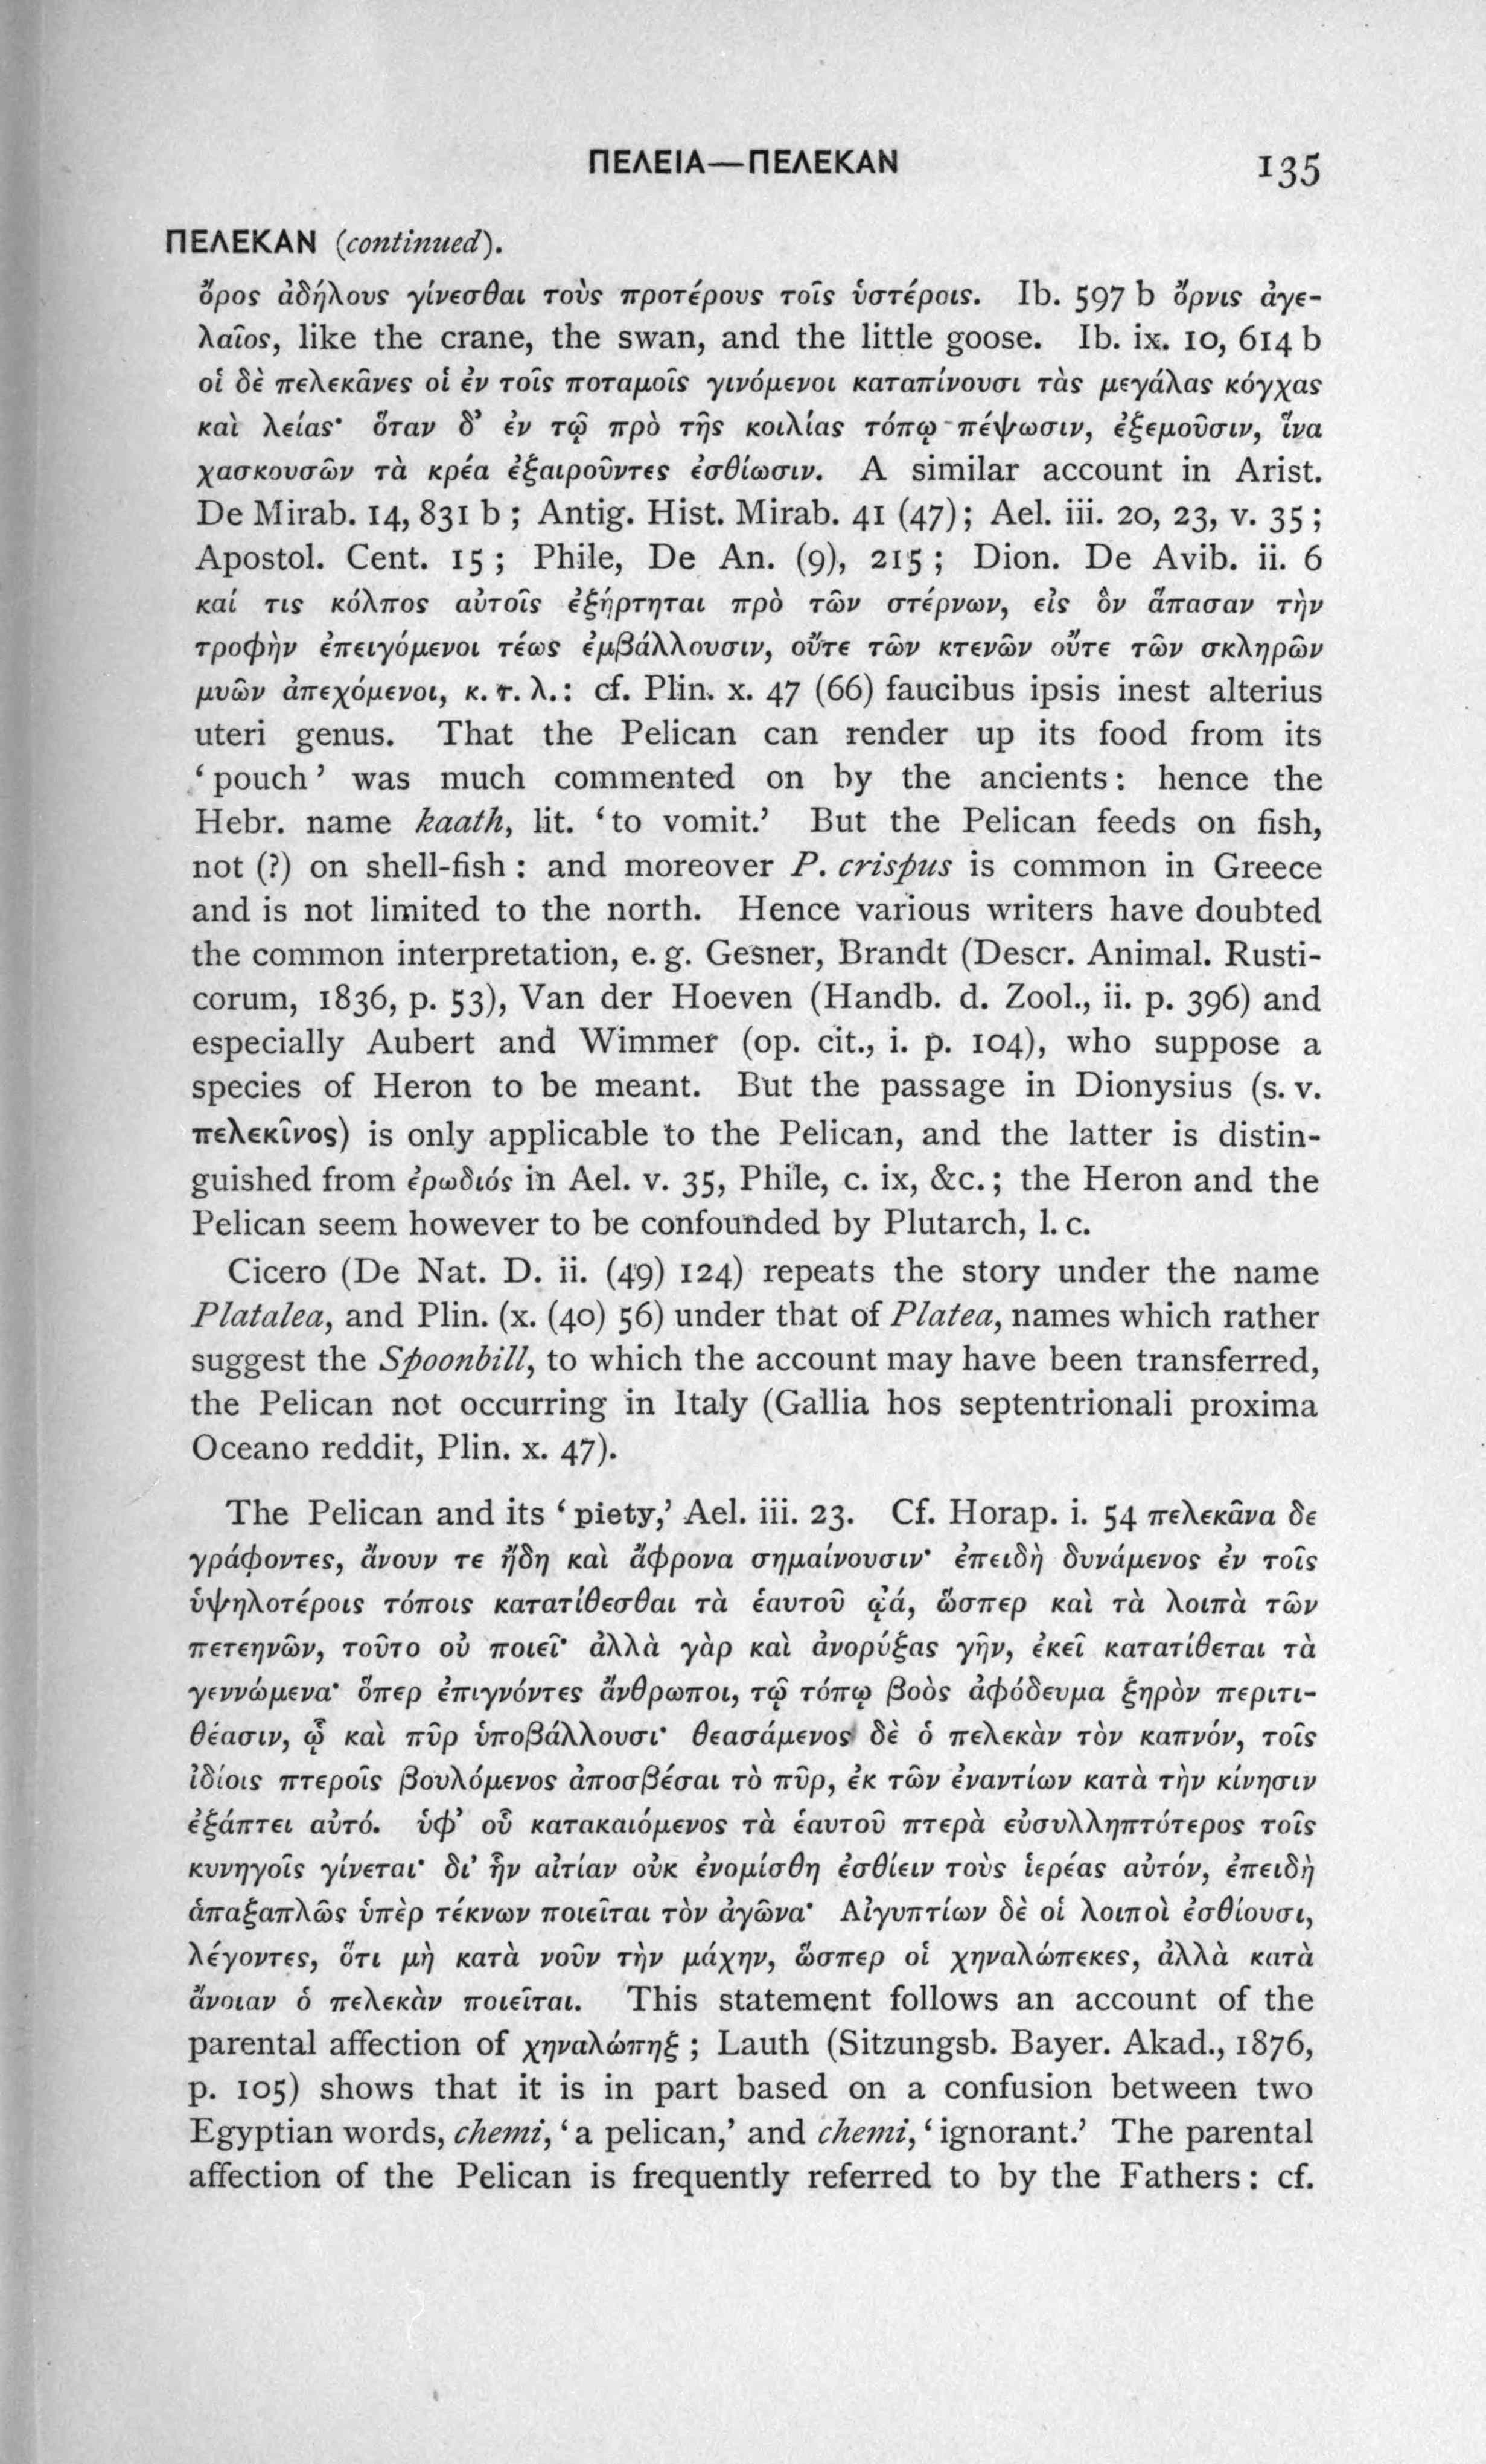 ΠΕΛΕΙΑ—ΠΕΛΕΚΑΝ 135
ΠΕΛΕΚΑΝ (continued).
ὄρος ἀδήλους γίνεσθαι τοὺς προτέρους τοῖς ὑστέροις. Ib. 597 b ὄρνις ἀγε-
λαῖος, like the crane, the swan, and the little goose. Ib. ix. 10, 614 b
οἱ δὲ πελεκᾶνες οἱ ἐν τοῖς ποταμοῖς γινόμενοι καταπίνουσι τὰς μεγάλας κόγχας
καὶ λείας· ὅταν δ’ ἐν τῷ πρὸ τῆς κοιλίας τόπῳ πέψωσιν, ἐξεμοῦσιν, ἵνα
χασκουσῶν τὰ κρέα ἐξαιροῦντες ἐσθίωσιν. A similar account in Arist.
De Mirab. 14, 831 b ; Antig. Hist. Mirab. 41 (47); Ael. iii. 20, 23, v. 35 ;
Apostol. Cent. 15 ; Phile, De An. (9), 215 ; Dion. De Avib. ii. 6
καί τις κόλπος αὐτοῖς ἐξήρτηται πρὸ τῶν στέρνων, εἰς ὃν ἅπασαν τὴν
τροφὴν ἐπειγόμενοι τέως ἐμβάλλουσιν, οὔτε τῶν κτενῶν οὔτε τῶν σκληρῶν
μυῶν ἀπεχόμενοι, κ. τ. λ.: cf. Plin. x. 47 (66) faucibus ipsis inest alterius
uteri genus. That the Pelican can render up its food from its
‘pouch’ was much commented on by the ancients: hence the
Hebr. name kaath, lit. ‘to vomit.’ But the Pelican feeds on fish,
not (?) on shell-fish : and moreover P. crispus is common in Greece
and is not limited to the north. Hence various writers have doubted
the common interpretation, e. g. Gesner, Brandt (Descr. Animal. Rusti-
corum, 1836, p. 53), Van der Hoeven (Handb. d. Zool., ii. p. 396) and
especially Aubert and Wimmer (op. cit., i. p. 104), who suppose a
species of Heron to be meant. But the passage in Dionysius (s. v.
πελεκῖνος) is only applicable to the Pelican, and the latter is distin-
guished from ἐρωδιός in Ael. v. 35, Phile, c. ix, &c. ; the Heron and the
Pelican seem however to be confounded by Plutarch, l. c.
Cicero (De Nat. D. ii. (49) 124) repeats the story under the name
Platalea, and Plin. (x. (40) 56) under that of Platea, names which rather
suggest the Spoonbill, to which the account may have been transferred,
the Pelican not occurring in Italy (Gallia hos septentrionali proxima
Oceano reddit, Plin. x. 47).
The Pelican and its ‘piety,’ Ael. iii. 23. Cf. Horap. i. 54 πελεκᾶνα δε
γράφοντες, ἄνουν τε ἤδη καὶ ἄφρονα σημαίνουσιν· ἐπειδὴ δυνάμενος ἐν τοῖς
ὑψηλοτέροις τόποις κατατίθεσθαι τὰ ἑαυτοῦ ᾠά, ὥσπερ καὶ τὰ λοιπὰ τῶν
πετεηνῶν, τοῦτο οὐ ποιεῖ· ἀλλὰ γὰρ καὶ ἀνορύξας γῆν, ἐκεῖ κατατίθεται τὰ
γεννώμενα· ὅπερ ἐπιγνόντες ἄνθρωποι, τῷ τόπῳ βοὸς ἀφόδευμα ξηρὸν περιτι-
θέασιν, ᾧ καὶ πῦρ ὑποβάλλουσι· θεασάμενος δὲ ὁ πελεκὰν τὸν καπνόν, τοῖς
ἰδίοις πτεροῖς βουλόμενος ἀποσβέσαι τὸ πῦρ, ἐκ τῶν ἐναντίων κατὰ τὴν κίνησιν
ἐξάπτει αὐτό. ὑφ’ οὗ κατακαιόμενος τὰ ἑαυτοῦ πτερὰ εὐσυλληπτότερος τοῖς
κυνηγοῖς γίνεται· δι’ ἣν αἰτίαν οὐκ ἐνομίσθη ἐσθίειν τοὺς ἱερέας αὐτόν, ἐπειδὴ
ἁπαξαπλῶς ὑπὲρ τέκνων ποιεῖται τὸν ἀγῶνα· Αἰγυπτίων δὲ οἱ λοιποὶ ἐσθίουσι,
λέγοντες, ὅτι μὴ κατὰ νοῦν τὴν μάχην, ὥσπερ οἱ χηναλώπεκες, ἀλλὰ κατὰ
ἄνοιαν ὁ πελεκὰν ποιεῖται. This statement follows an account of the
parental affection of χηναλώπηξ ; Lauth (Sitzungsb. Bayer. Akad., 1876,
p. 105) shows that it is in part based on a confusion between two
Egyptian words, chemi, ‘a pelican,’ and chemi, ‘ignorant.’ The parental
affection of the Pelican is frequently referred to by the Fathers : cf.